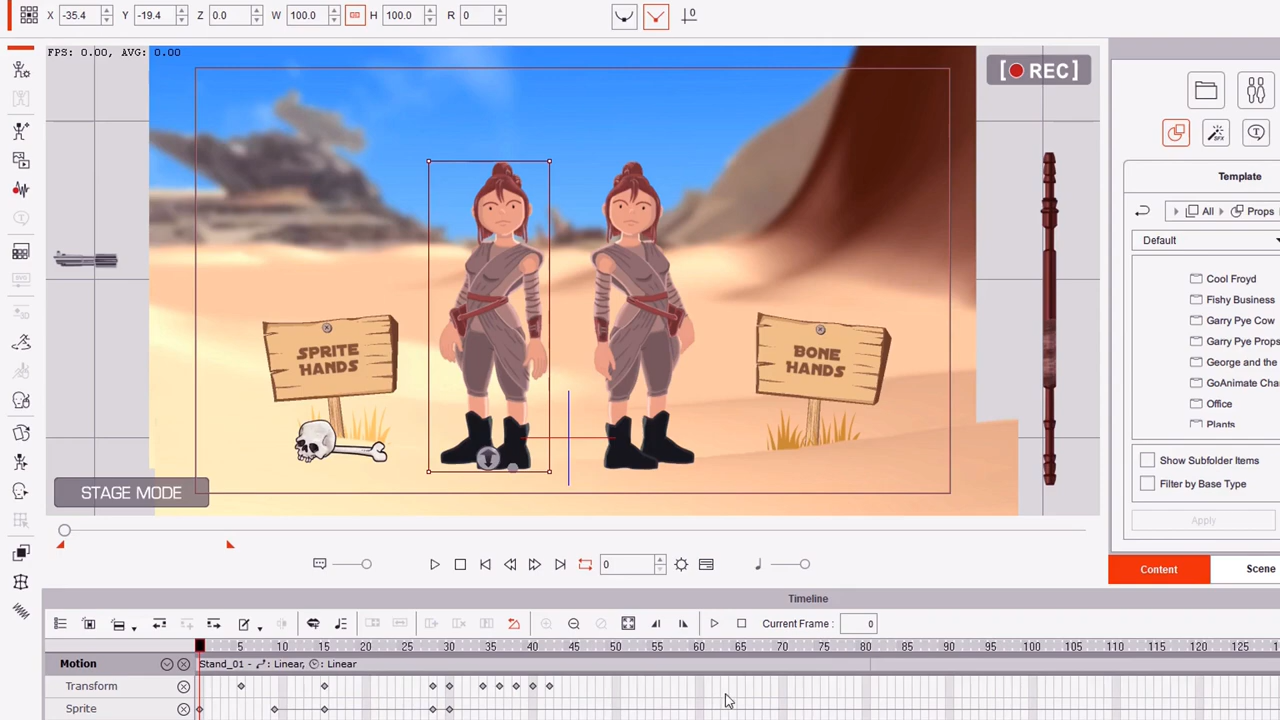 X -35.4 Y -19.4 Z 0.0 W 100.0 H 100.0 R 0
FPS: 0.00, AVG: 0.00
[ REC]
SPRITE
HANDS
BONE
HANDS
STAGE MODE
SFX
T
Template
All Props
Default
Cool Froyd
Fishy Business
Garry Pye Cow
Garry Pye Props
George and the
GoAnimate Cha
Office
Plants
Show Subfolder Items
Filter by Base Type
Apply
Content Scene
0
Timeline
Current Frame : 0
5 10 15 20 25 30 35 40 45 50 55 60 65 70 75 80 85 90 95 100 105 110 115 120 125
Motion Stand_01 - : Linear, : Linear
Transform
Sprite